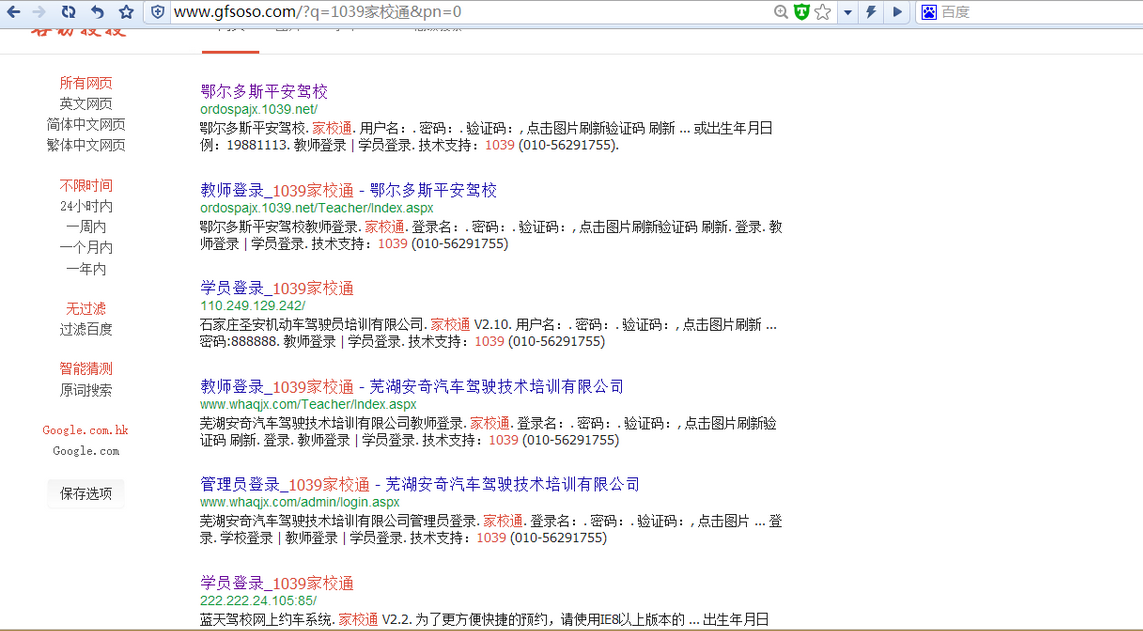 www.gfsoso.com/?q=1039家校通&pn=0
百度
所有网页
英文网页
简体中文网页
繁体中文网页
不限时间
24小时内
一周内
一个月内
一年内
无过滤
过滤百度
智能猜测
原词搜索
Google.com.hk
Google.com
保存选项
鄂尔多斯平安驾校
ordospajx.1039.net/
鄂尔多斯平安驾校. 家校通. 用户名：. 密码：. 验证码：, 点击图片刷新验证码 刷新 ... 或出生年月日
例：19881113. 教师登录 | 学员登录. 技术支持：1039 (010-56291755).
教师登录_1039家校通 - 鄂尔多斯平安驾校
ordospajx.1039.net/Teacher/Index.aspx
鄂尔多斯平安驾校教师登录. 家校通. 登录名：. 密码：. 验证码：, 点击图片刷新验证码 刷新. 登录. 教
师登录 | 学员登录. 技术支持：1039 (010-56291755)
学员登录_1039家校通
110.249.129.242/
石家庄圣安机动车驾驶员培训有限公司. 家校通 V2.10. 用户名：. 密码：. 验证码：, 点击图片刷新 ...
密码:888888. 教师登录 | 学员登录. 技术支持：1039 (010-56291755)
教师登录_1039家校通 - 芜湖安奇汽车驾驶技术培训有限公司
www.whaqjx.com/Teacher/Index.aspx
芜湖安奇汽车驾驶技术培训有限公司教师登录. 家校通. 登录名：. 密码：. 验证码：, 点击图片刷新验
证码 刷新. 登录. 教师登录 | 学员登录. 技术支持：1039 (010-56291755)
管理员登录_1039家校通 - 芜湖安奇汽车驾驶技术培训有限公司
www.whaqjx.com/admin/login.aspx
芜湖安奇汽车驾驶技术培训有限公司管理员登录. 家校通. 登录名：. 密码：. 验证码：, 点击图片 ... 登
录. 学校登录 | 教师登录 | 学员登录. 技术支持：1039 (010-56291755)
学员登录_1039家校通
222.222.24.105:85/
蓝天驾校网上约车系统. 家校通 V2.2. 为了更方便快捷的预约，请使用IE8以上版本的 ... 出生年月日